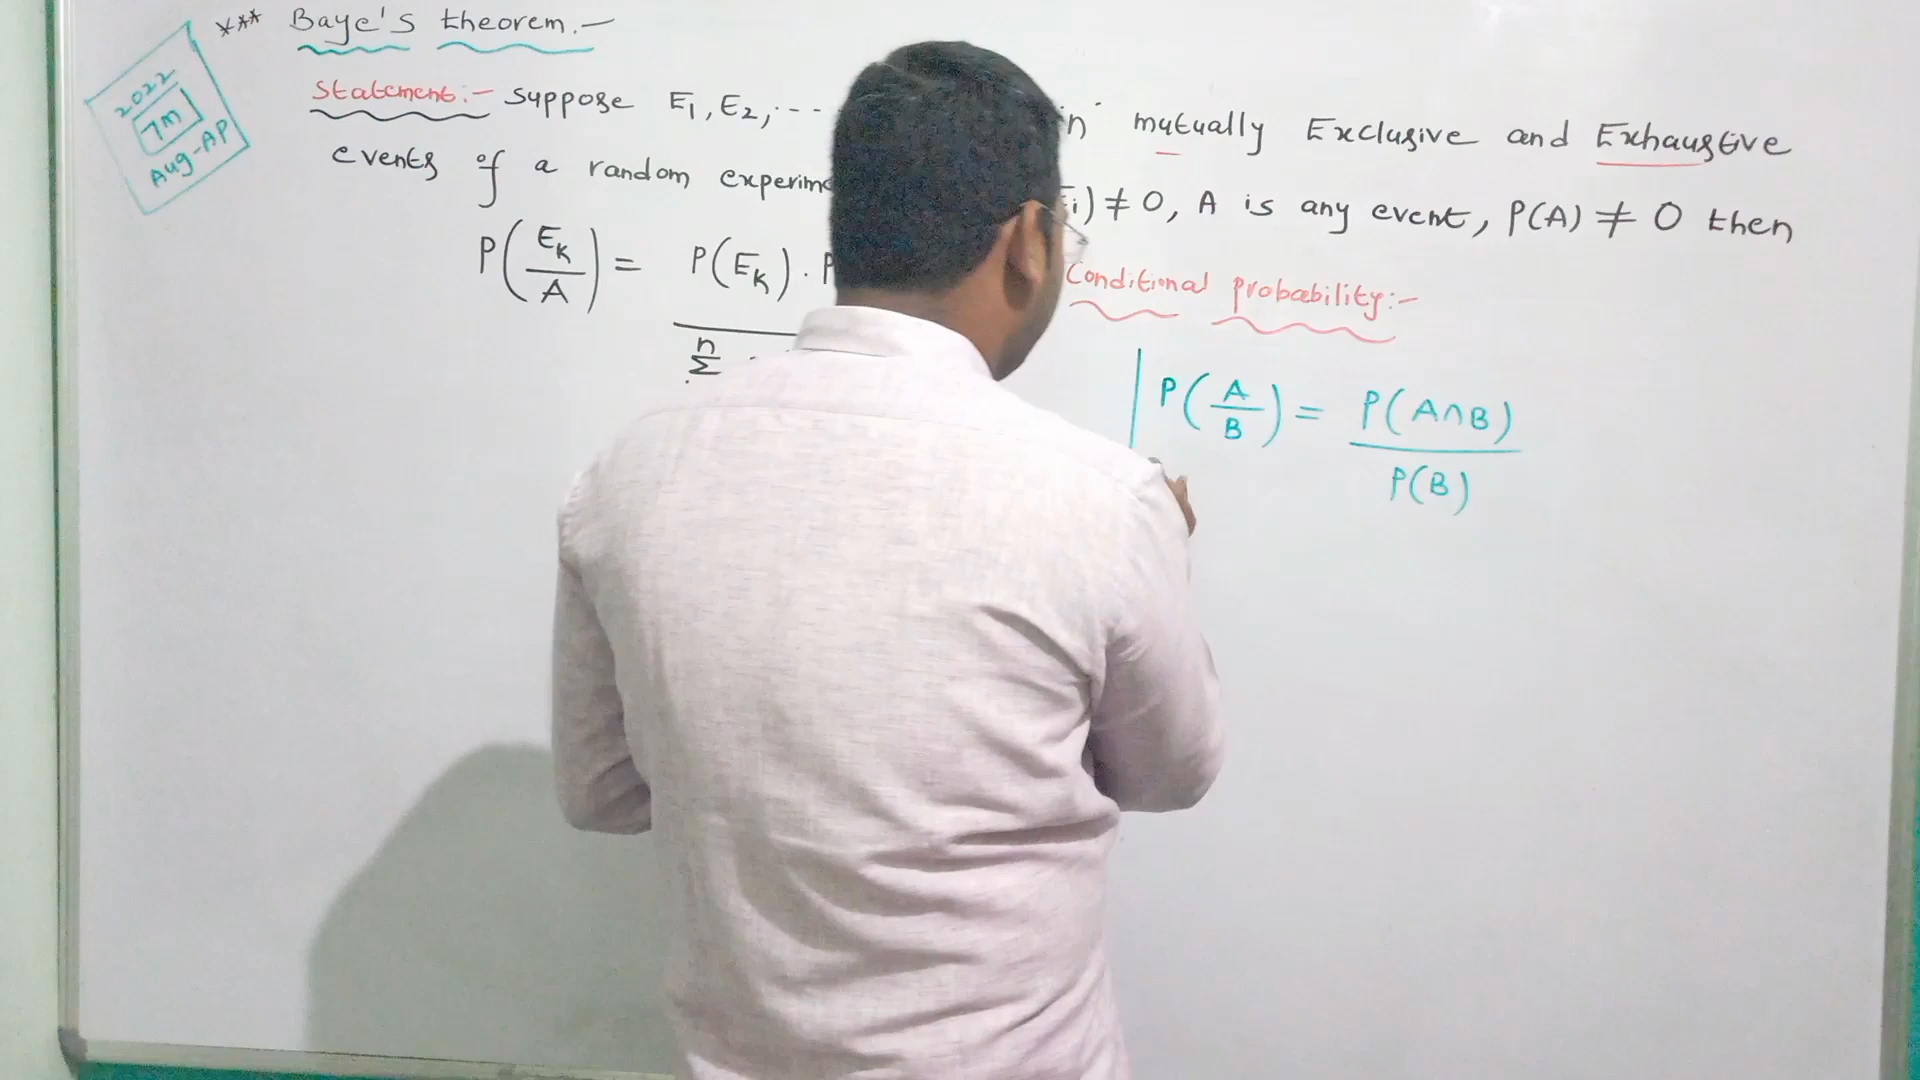 *** Baye's theorem.-
2022
7m
Aug-AP
Statement:- Suppose E1, E2, ... n mutually Exclusive and Exhaustive
events of a random i) ≠ 0, A is any event, P(A) ≠ 0 then
P(EK/A) = P(EK) . P
n
Σ
Conditional probability:-
P(A/B) = P(A∩B)
P(B)